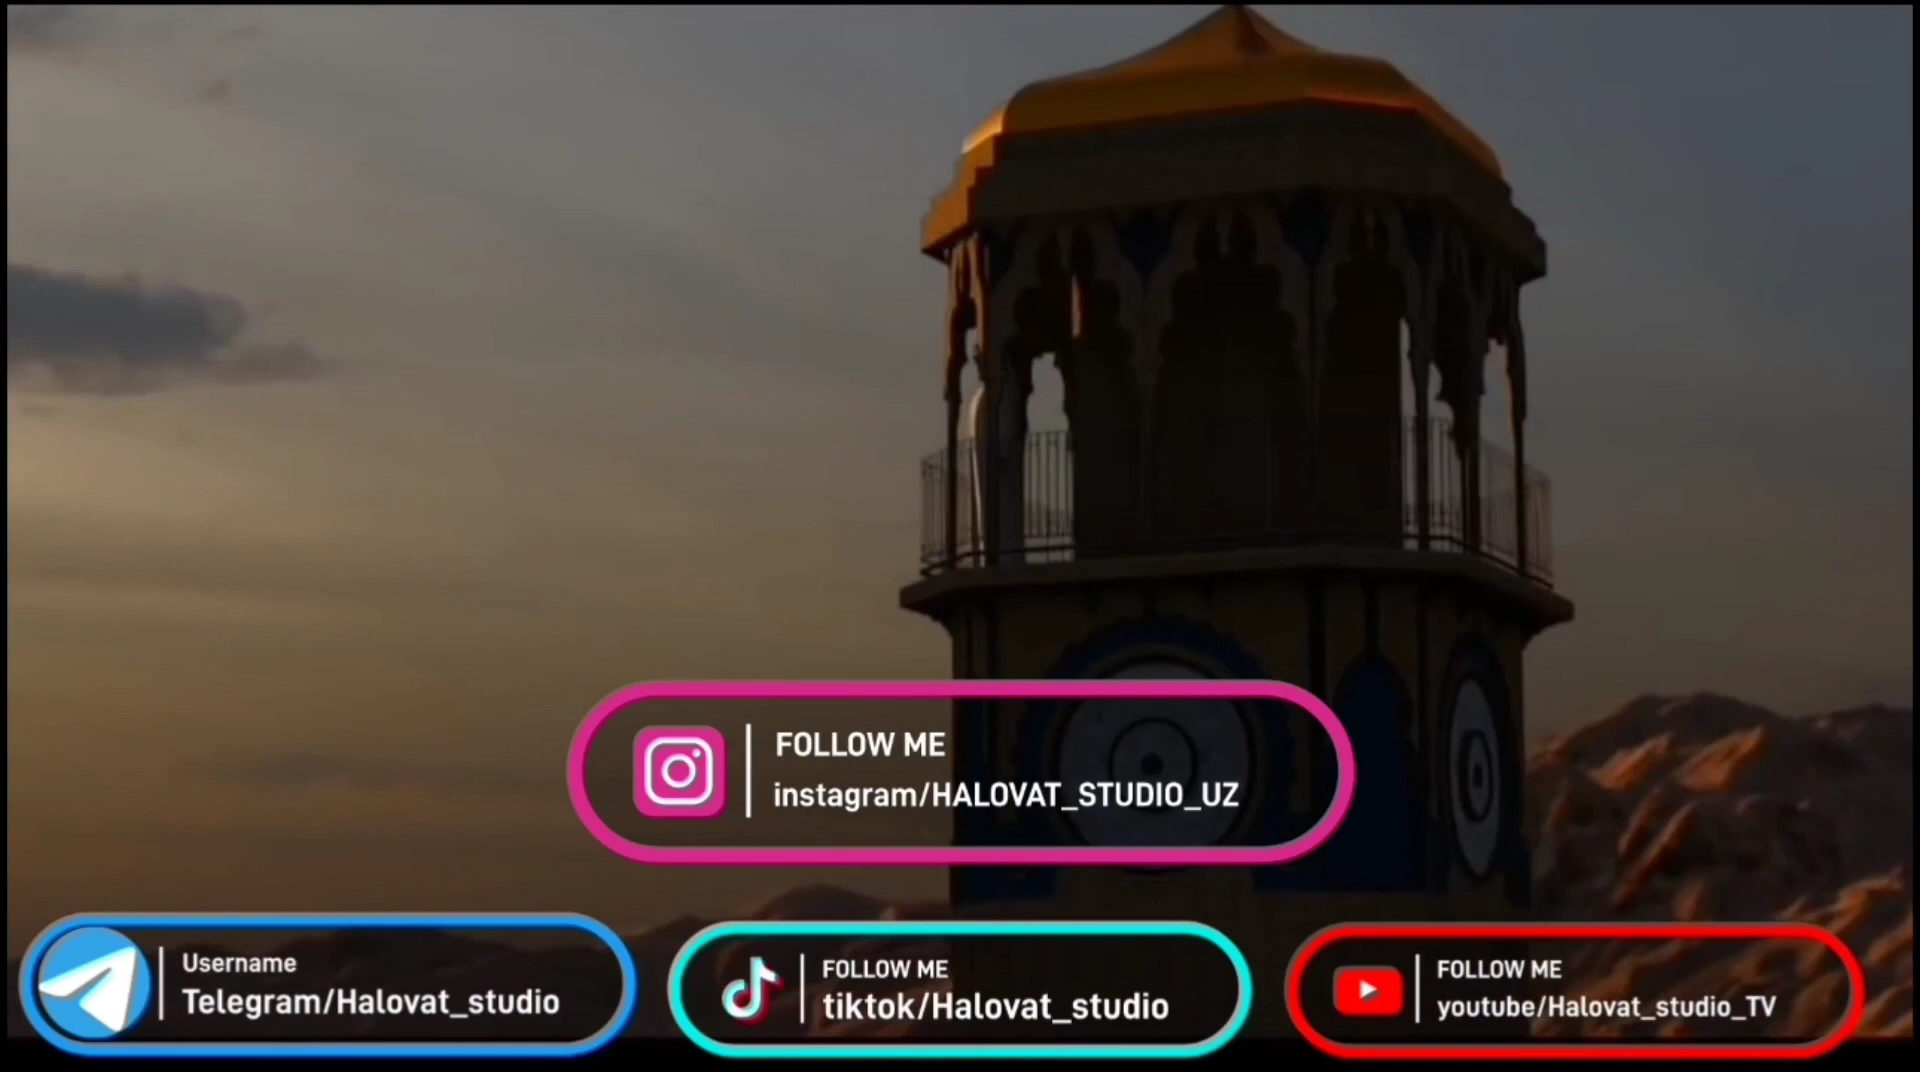 FOLLOW ME
instagram/HALOVAT_STUDIO_UZ
Username
Telegram/Halovat_studio
FOLLOW ME
tiktok/Halovat_studio
FOLLOW ME
youtube/Halovat_studio_TV